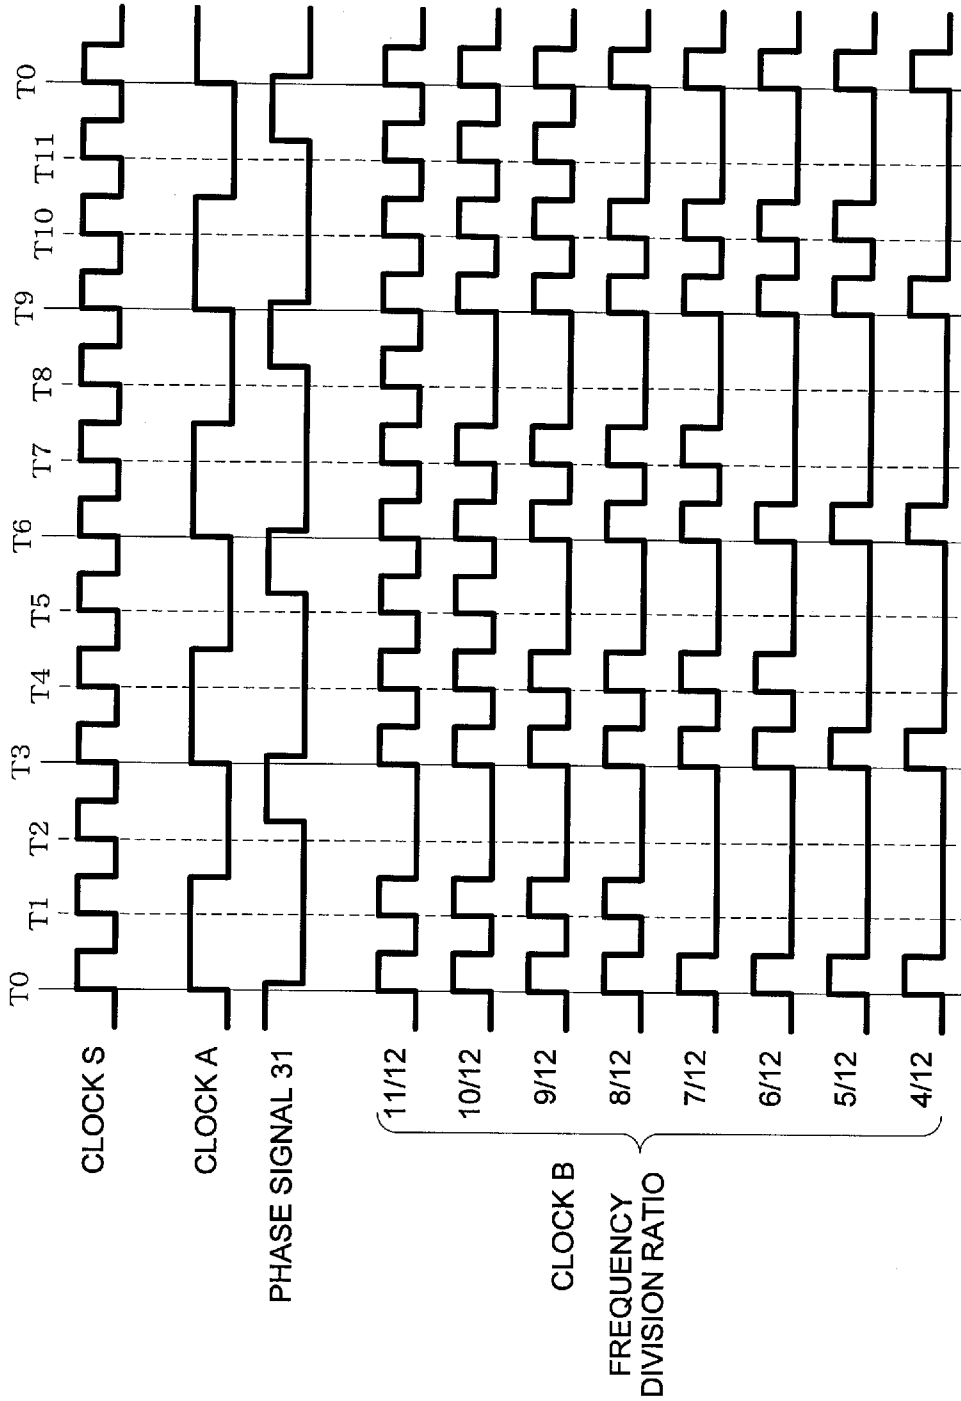 T0 T1 T2 T3 T4 T5 T6 T7 T8 T9 T10 T11 T0
CLOCK S
CLOCK A
PHASE SIGNAL 31
11/12
10/12
9/12
8/12
7/12
6/12
5/12
4/12
CLOCK B
FREQUENCY
DIVISION RATIO